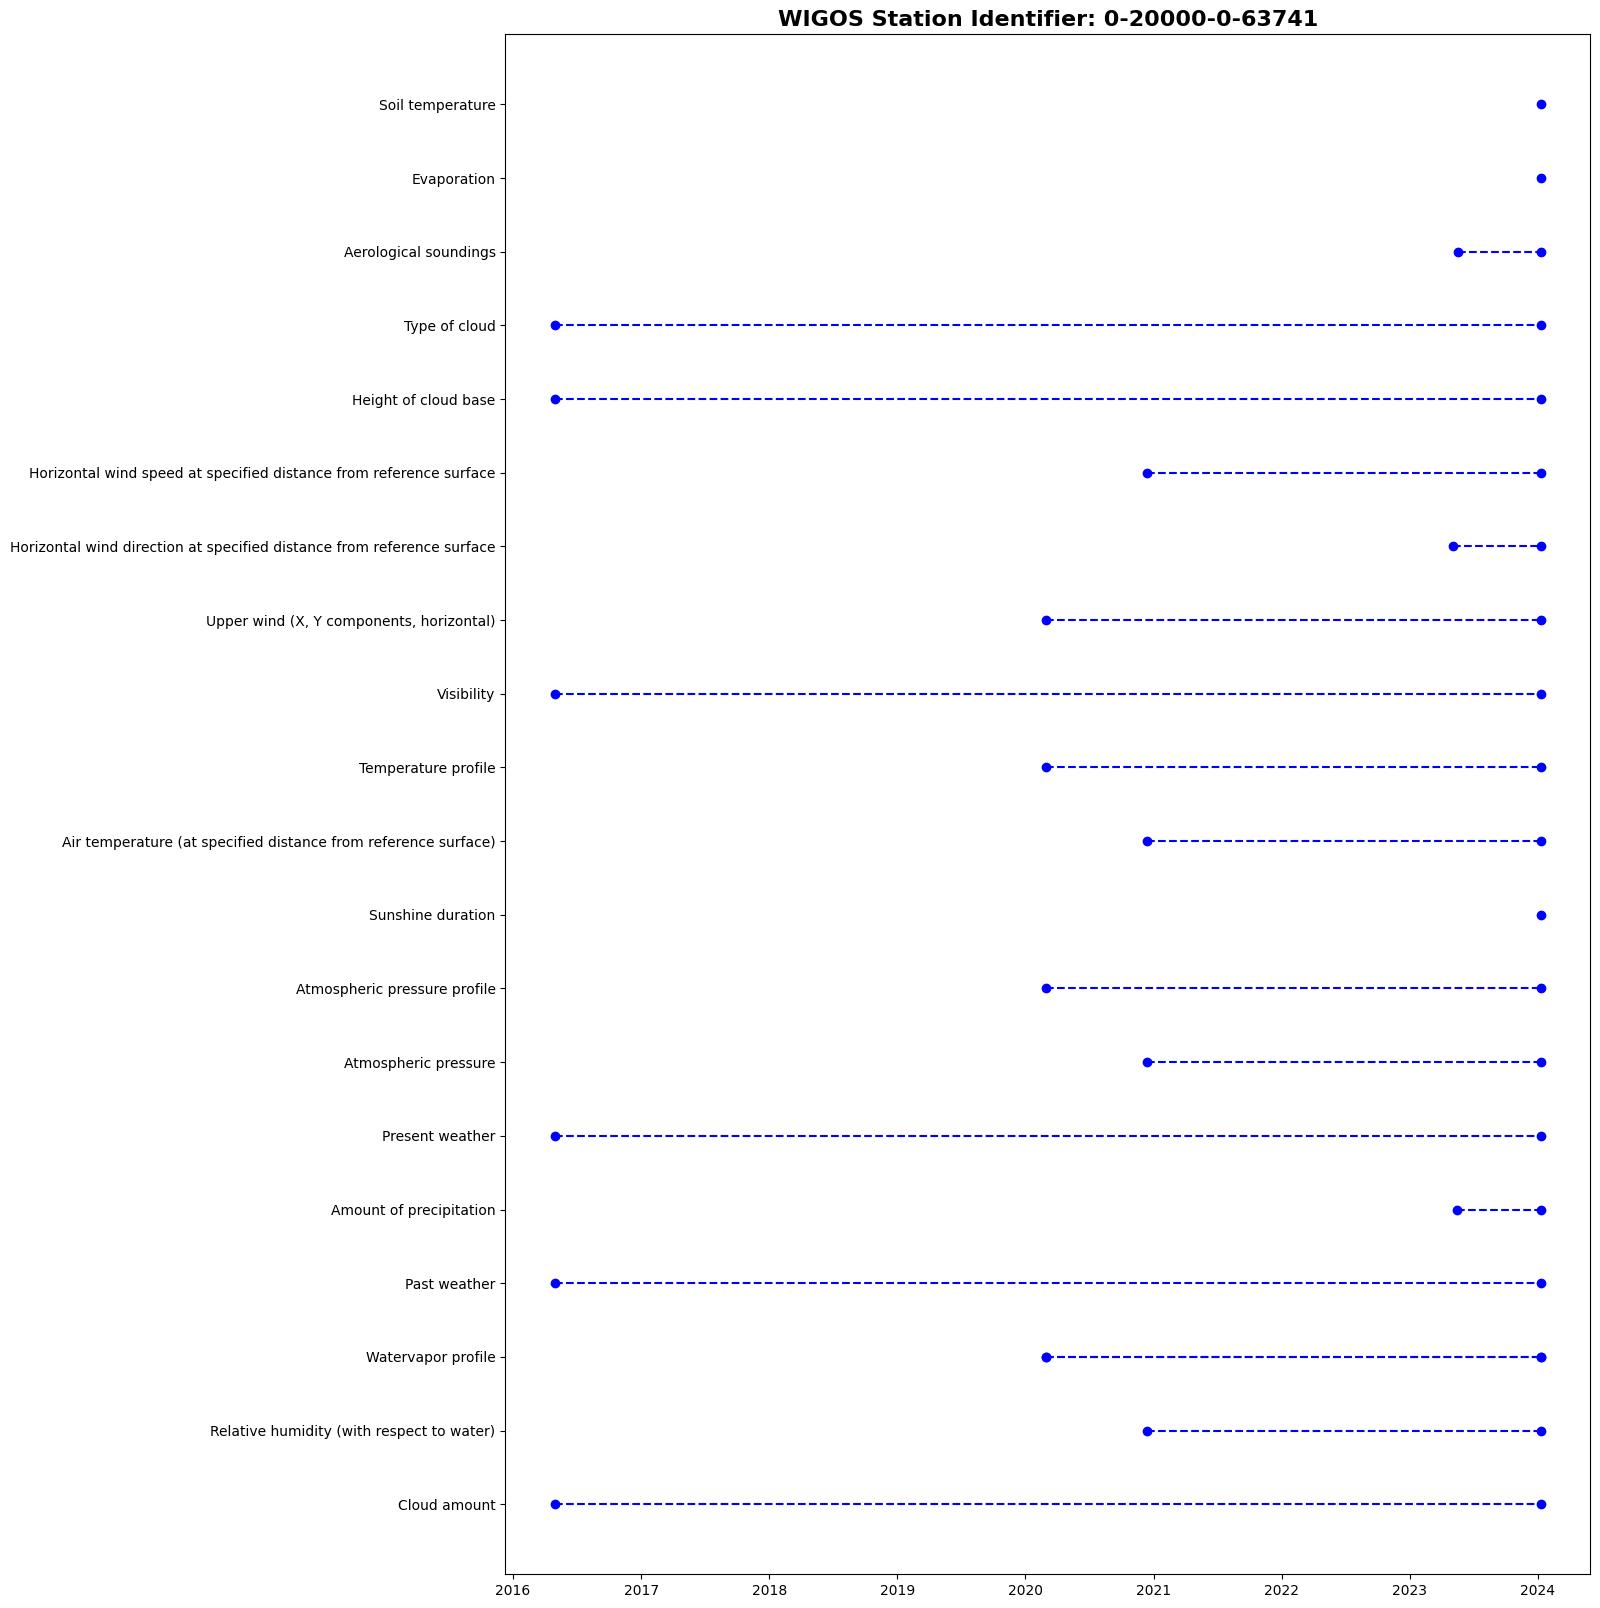 WIGOS Station Identifier: 0-20000-0-63741
Soil temperature
Evaporation
Aerological soundings
Type of cloud
Height of cloud base
Horizontal wind speed at specified distance from reference surface
Horizontal wind direction at specified distance from reference surface
Upper wind (X, Y components, horizontal)
Visibility
Temperature profile
Air temperature (at specified distance from reference surface)
Sunshine duration
Atmospheric pressure profile
Atmospheric pressure
Present weather
Amount of precipitation
Past weather
Watervapor profile
Relative humidity (with respect to water)
Cloud amount
2016 2017 2018 2019 2020 2021 2022 2023 2024